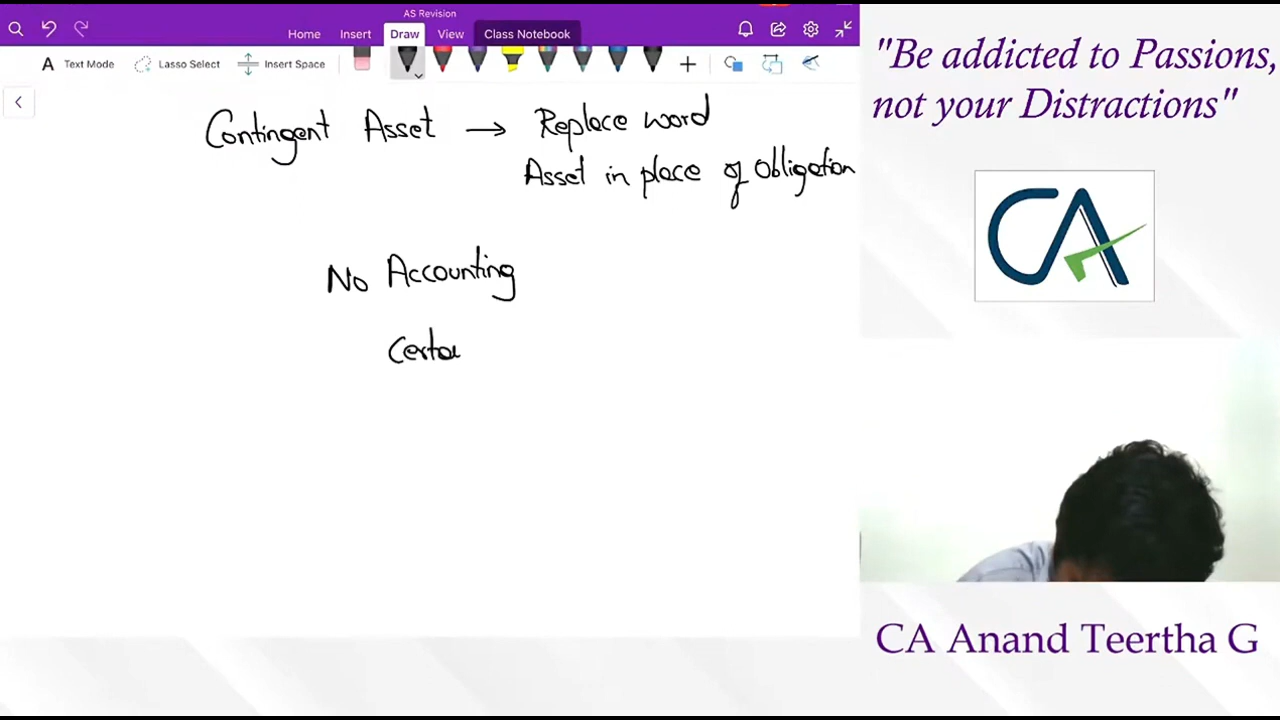 AS Revision
Home Insert Draw View Class Notebook
A Text Mode Lasso Select Insert Space
Contingent Asset → Replace word
Asset in place of obligation
No Accounting
Certa
"Be addicted to Passions,
not your Distractions"
CA
CA Anand Teertha G